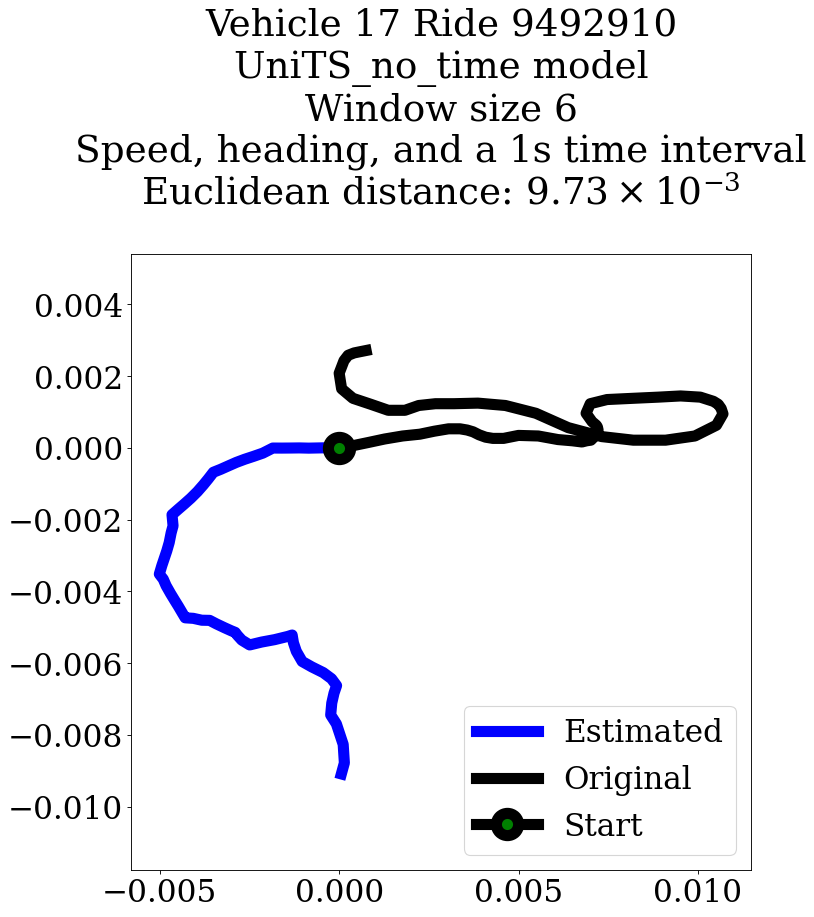 Vehicle 17 Ride 9492910
UniTS_no_time model
Window size 6
Speed, heading, and a 1s time interval
Euclidean distance: 9.73 × 10⁻³
0.004
0.002
0.000
−0.002
−0.004
−0.006
−0.008
−0.010
Estimated
Original
Start
−0.005
0.000
0.005
0.010